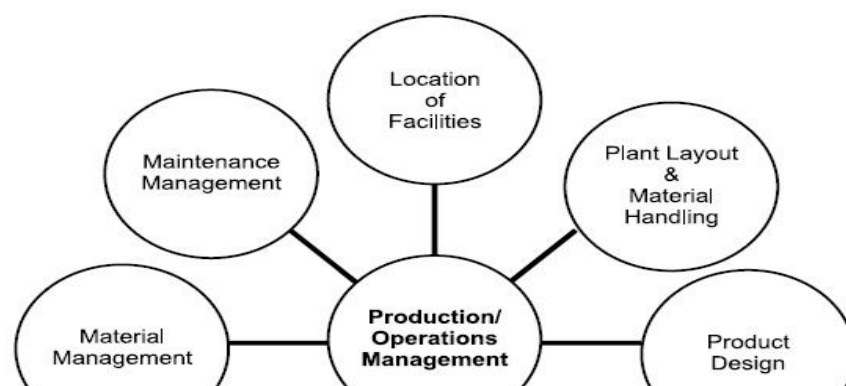 Location
of
Facilities
Maintenance
Management
Plant Layout
&
Material
Handling
Production/
Operations
Management
Material
Management
Product
Design